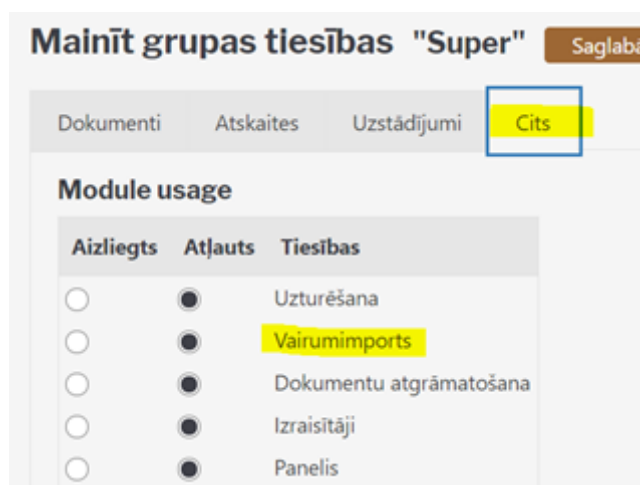 Mainīt grupas tiesības "Super" Saglabā
Dokumenti Atskaites Uzstādījumi Cits
Module usage
Aizliegts Atļauts Tiesības
Uzturēšana
Vairumimports
Dokumentu atgrāmatošana
Izraisītāji
Panelis